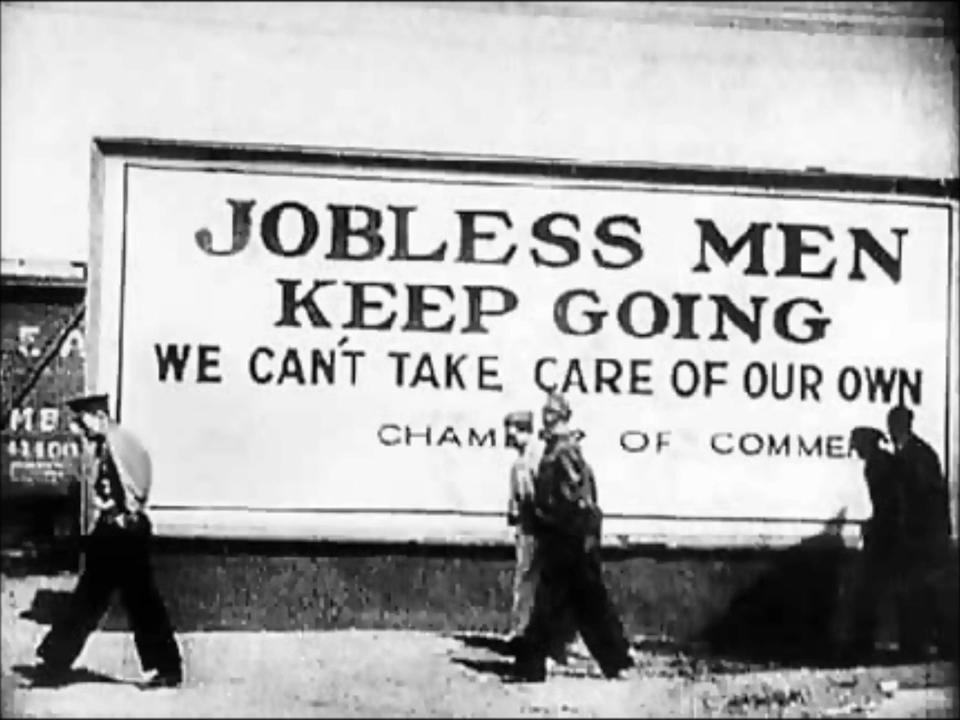 JOBLESS MEN
KEEP GOING
WE CAN'T TAKE CARE OF OUR OWN
OF